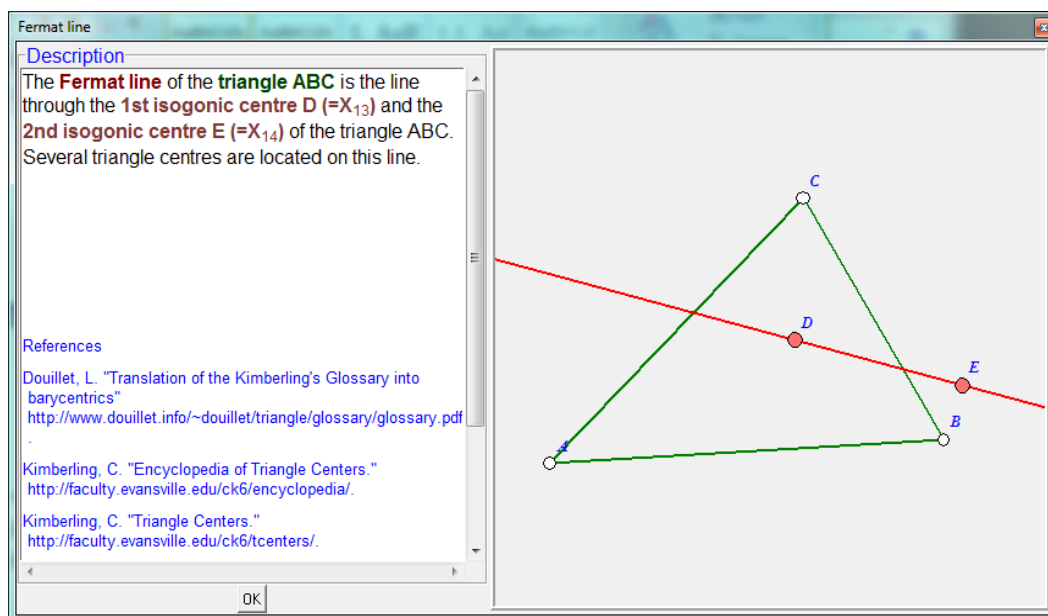 Fermat line
Description
The Fermat line of the triangle ABC is the line
through the 1st isogonic centre D (=X13) and the
2nd isogonic centre E (=X14) of the triangle ABC.
Several triangle centres are located on this line.
References
Douillet, L. "Translation of the Kimberling's Glossary into
barycentrics"
http://www.douillet.info/~douillet/triangle/glossary/glossary.pdf
.
Kimberling, C. "Encyclopedia of Triangle Centers."
http://faculty.evansville.edu/ck6/encyclopedia/.
Kimberling, C. "Triangle Centers."
http://faculty.evansville.edu/ck6/tcenters/.
OK
C
D
E
B
A